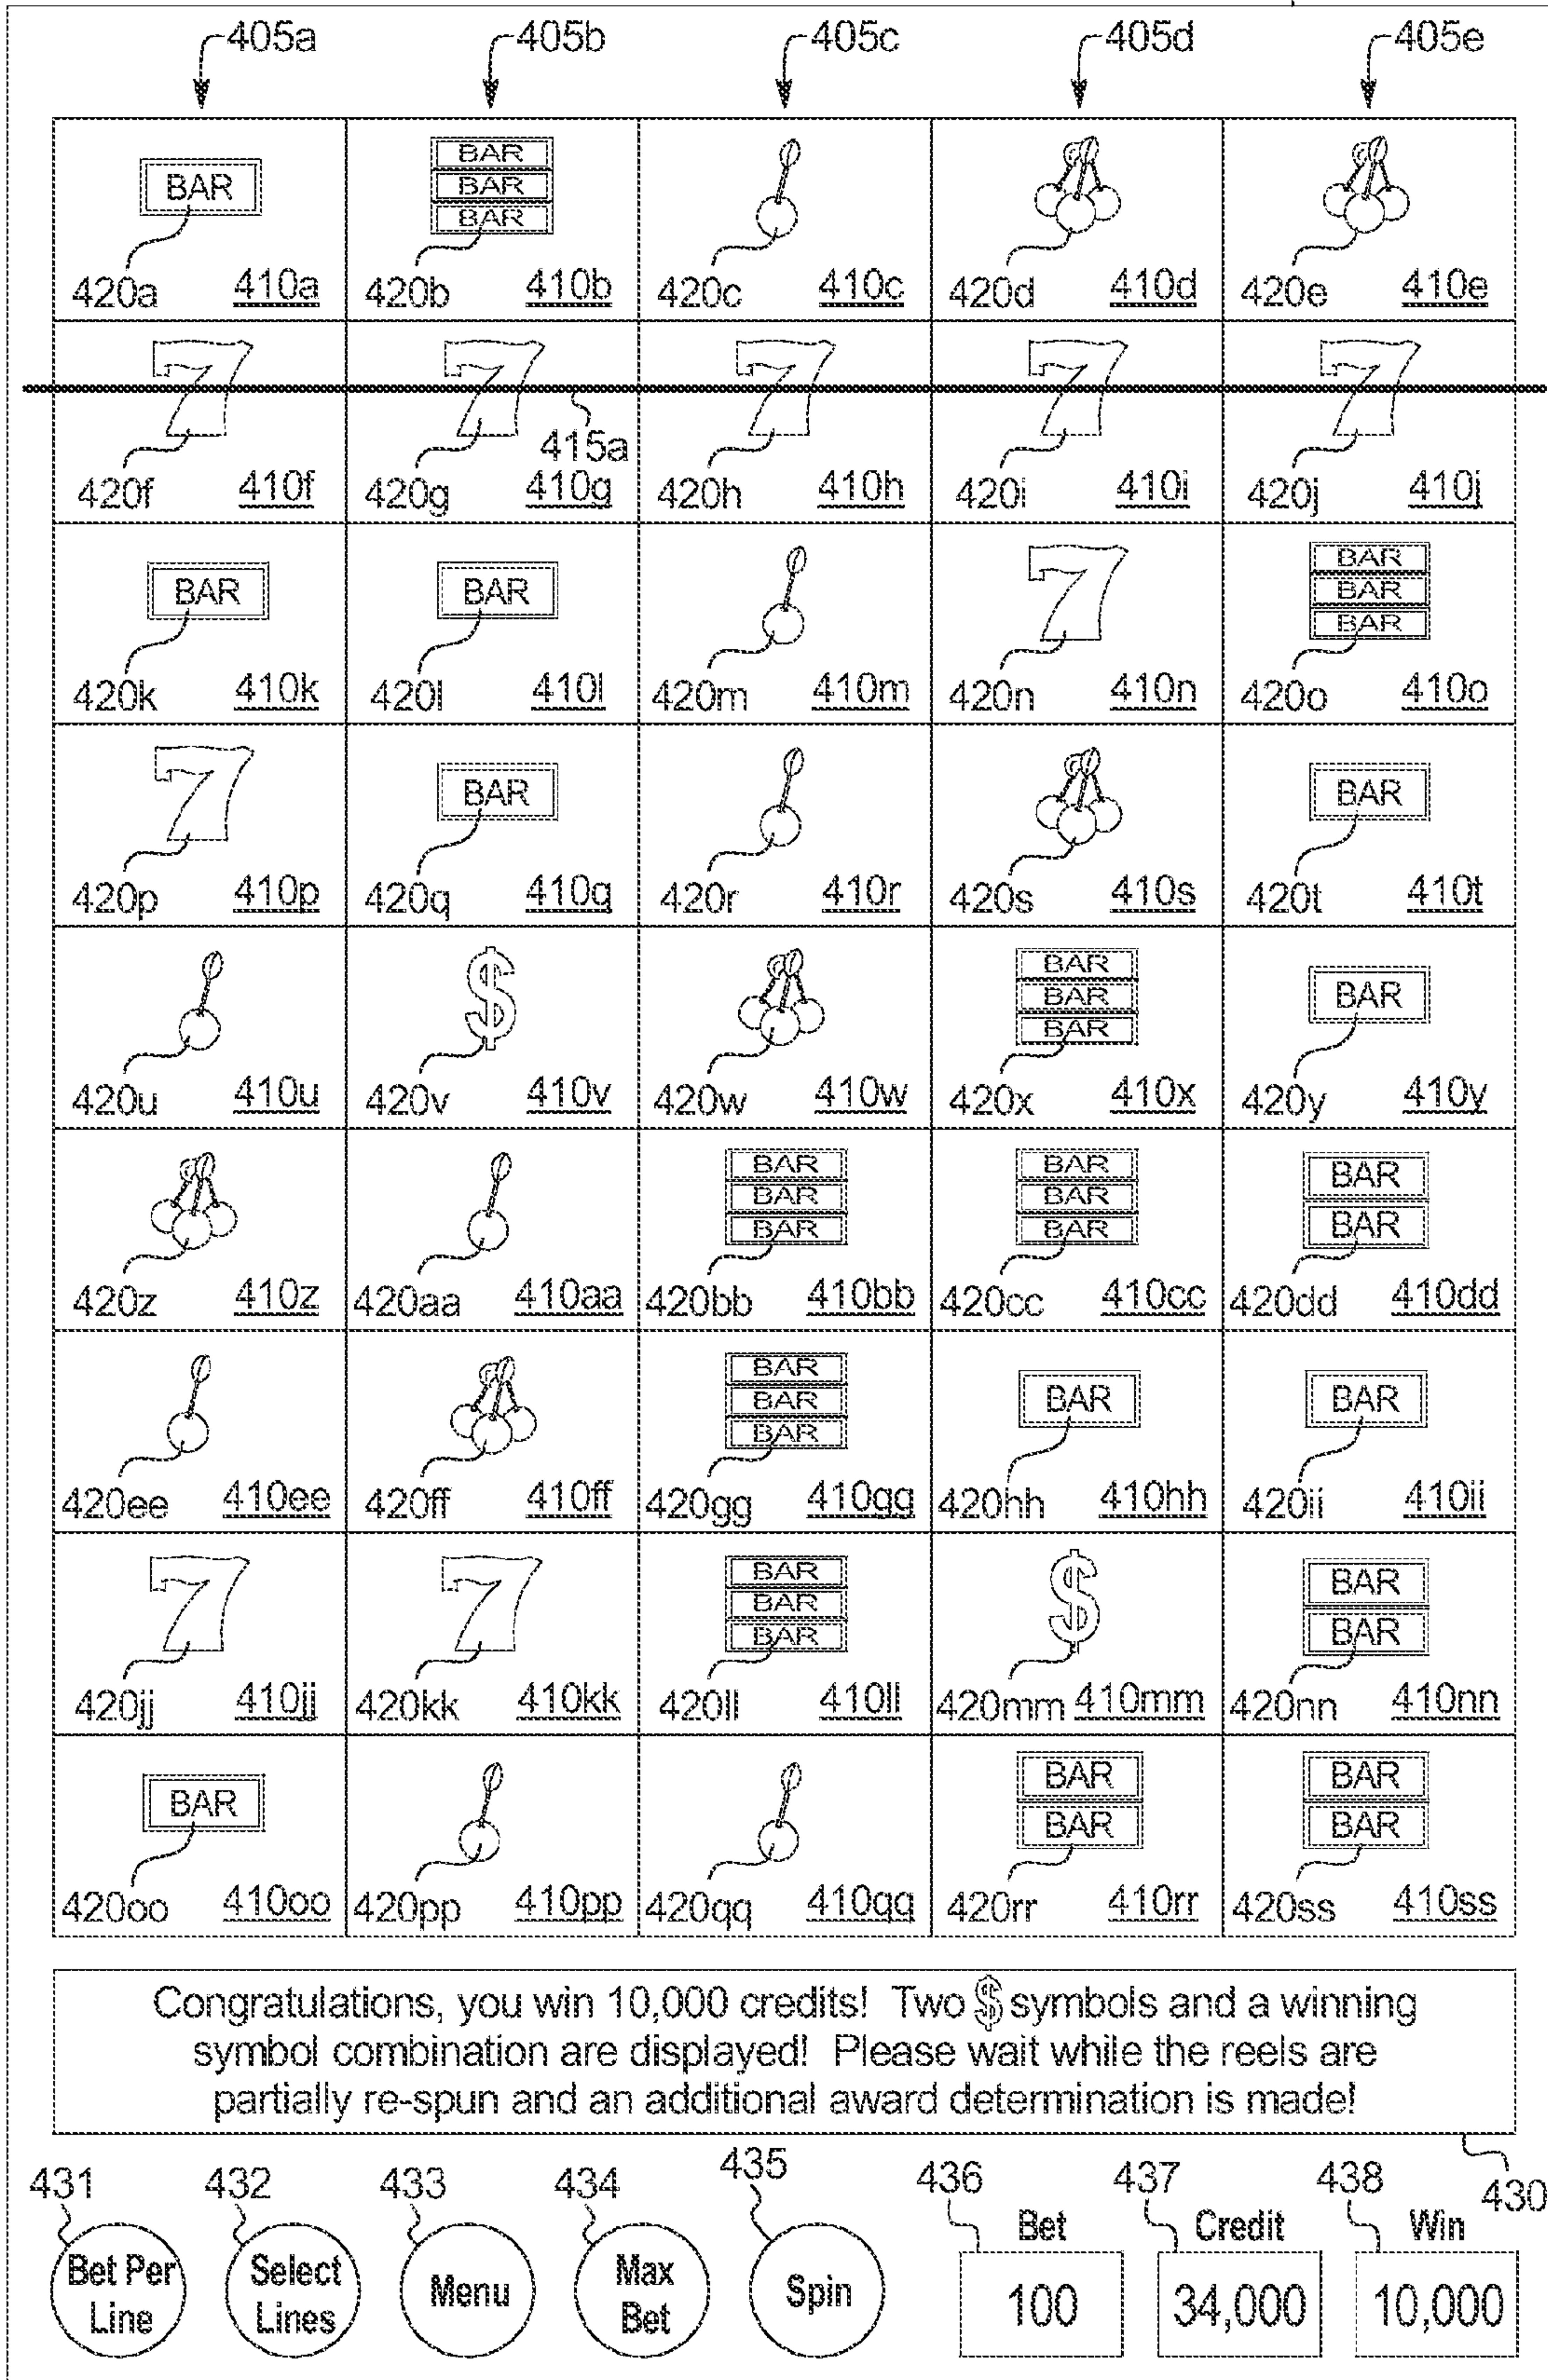 405a 405b 405c 405d 405e
BAR BAR
BAR
BAR
420a 410a 420b 410b 420c 410c 420d 410d 420e 410e
7 7 7 7 7
415a
420f 410f 420g 410g 420h 410h 420i 410i 420j 410j
BAR BAR 7 BAR
BAR
BAR
420k 410k 420l 410l 420m 410m 420n 410n 420o 410o
7 BAR BAR
420p 410p 420q 410q 420r 410r 420s 410s 420t 410t
$ BAR BAR
BAR
BAR
420u 410u 420v 410v 420w 410w 420x 410x 420y 410y
BAR BAR BAR
BAR BAR BAR
BAR BAR
420z 410z 420aa 410aa 420bb 410bb 420cc 410cc 420dd 410dd
BAR BAR BAR
BAR
BAR
420ee 410ee 420ff 410ff 420gg 410gg 420hh 410hh 420ii 410ii
7 7 BAR $ BAR
BAR BAR
BAR
420jj 410jj 420kk 410kk 420ll 410ll 420mm 410mm 420nn 410nn
BAR BAR BAR
BAR BAR
420oo 410oo 420pp 410pp 420qq 410qq 420rr 410rr 420ss 410ss
Congratulations, you win 10,000 credits! Two $ symbols and a winning
symbol combination are displayed! Please wait while the reels are
partially re-spun and an additional award determination is made!
431 432 433 434 435 436 437 438 430
Bet Credit Win
Bet Per Line
Select Lines
Menu
Max Bet
Spin
100 34,000 10,000